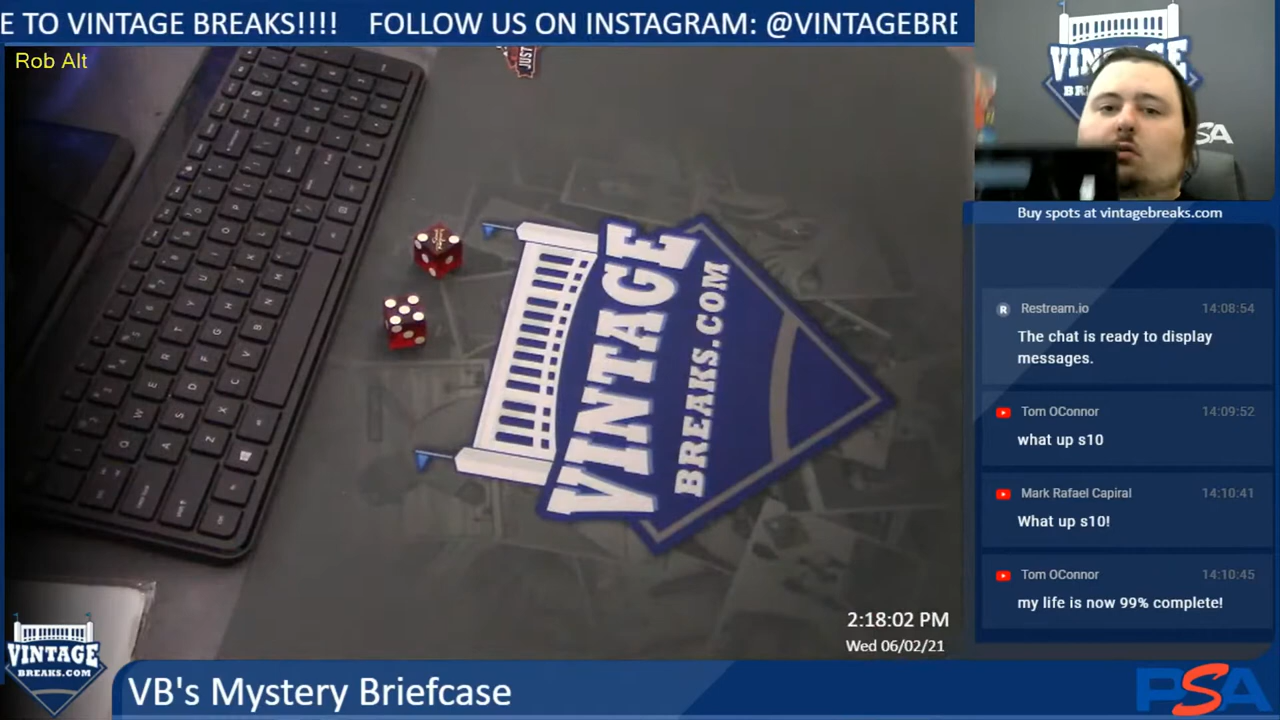 E TO VINTAGE BREAKS!!!! FOLLOW US ON INSTAGRAM: @VINTAGEBRE
Rob Alt
JUST
VINTAGE
BREAKS.COM
VINTAGE
SA
Buy spots at vintagebreaks.com
Restream.io 14:08:54
The chat is ready to display
messages.
Tom OConnor 14:09:52
what up s10
Mark Rafael Capiral 14:10:41
What up s10!
Tom OConnor 14:10:45
my life is now 99% complete!
2:18:02 PM
Wed 06/02/21
VINTAGE
BREAKS.COM
VB's Mystery Briefcase
PSA